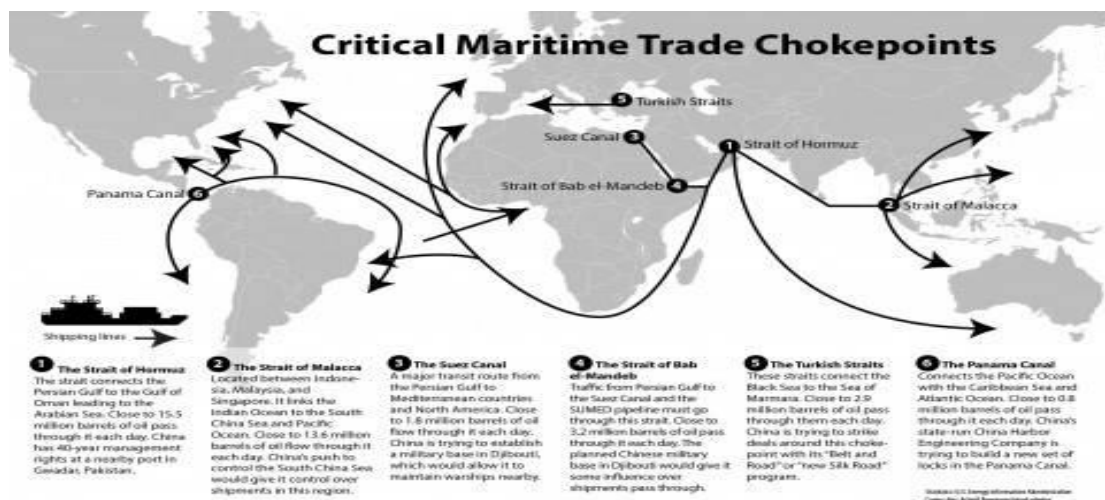 Critical Maritime Trade Chokepoints
5 Turkish Straits
Suez Canal 3
1 Strait of Hormuz
Strait of Bab el-Mandeb 4
Panama Canal 6
2 Strait of Malacca
Shipping lines
1 The Strait of Hormuz
The strait connects the
Persian Gulf to the Gulf of
Oman leading to the
Arabian Sea. Close to 15.5
million barrels of oil pass
through it each day. China
has 40-year management
rights at a nearby port in
Gwadar, Pakistan.
2 The Strait of Malacca
Located between Indone-
sia, Malaysia, and
Singapore. It links the
Indian Ocean to the South
China Sea and Pacific
Ocean. Close to 13.6 million
barrels of oil flow through it
each day. China's push to
control the South China Sea
would give it control over
shipments in this region.
3 The Suez Canal
A major transit route from
the Persian Gulf to
Mediterranean countries
and North America. Close
to 1.8 million barrels of oil
flow through it each day.
China is trying to establish
a military base in Djibouti,
which would allow it to
maintain warships nearby.
4 The Strait of Bab
el-Mandeb
Traffic from Persian Gulf to
the Suez Canal and the
SUMED pipeline must go
through this strait. Close to
3.2 million barrels of oil pass
through it each day. The
planned Chinese military
base in Djibouti would give it
some influence over
shipments pass through.
5 The Turkish Straits
These straits connect the
Black Sea to the Sea of
Marmara. Close to 2.9
million barrels of oil pass
through them each day.
China is trying to strike
deals around this choke-
point with its "Belt and
Road" or "new Silk Road"
program.
6 The Panama Canal
Connects the Pacific Ocean
with the Caribbean Sea and
Atlantic Ocean. Close to 0.8
million barrels of oil pass
through it each day. China's
state-run China Harbor
Engineering Company is
trying to build a new set of
locks in the Panama Canal.
U.S. Energy Information Administration